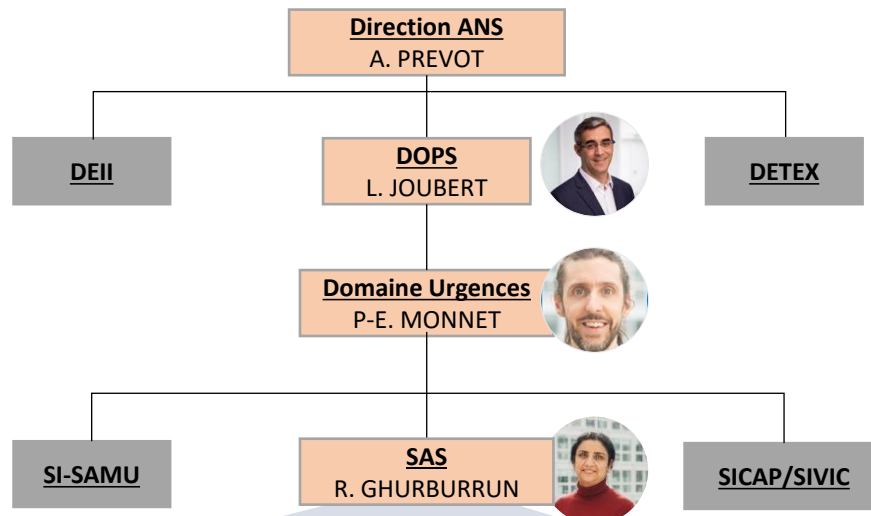 Direction ANS
A. PREVOT
DEII
DOPS
L. JOUBERT
DETEX
Domaine Urgences
P-E. MONNET
SI-SAMU
SAS
R. GHURBURRUN
SICAP/SIVIC